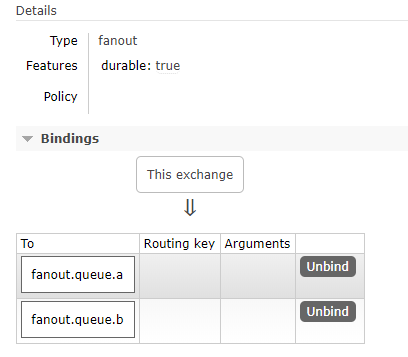 Details
Type fanout
Features durable: true
Policy
Bindings
This exchange
To Routing key Arguments
fanout.queue.a Unbind
fanout.queue.b Unbind